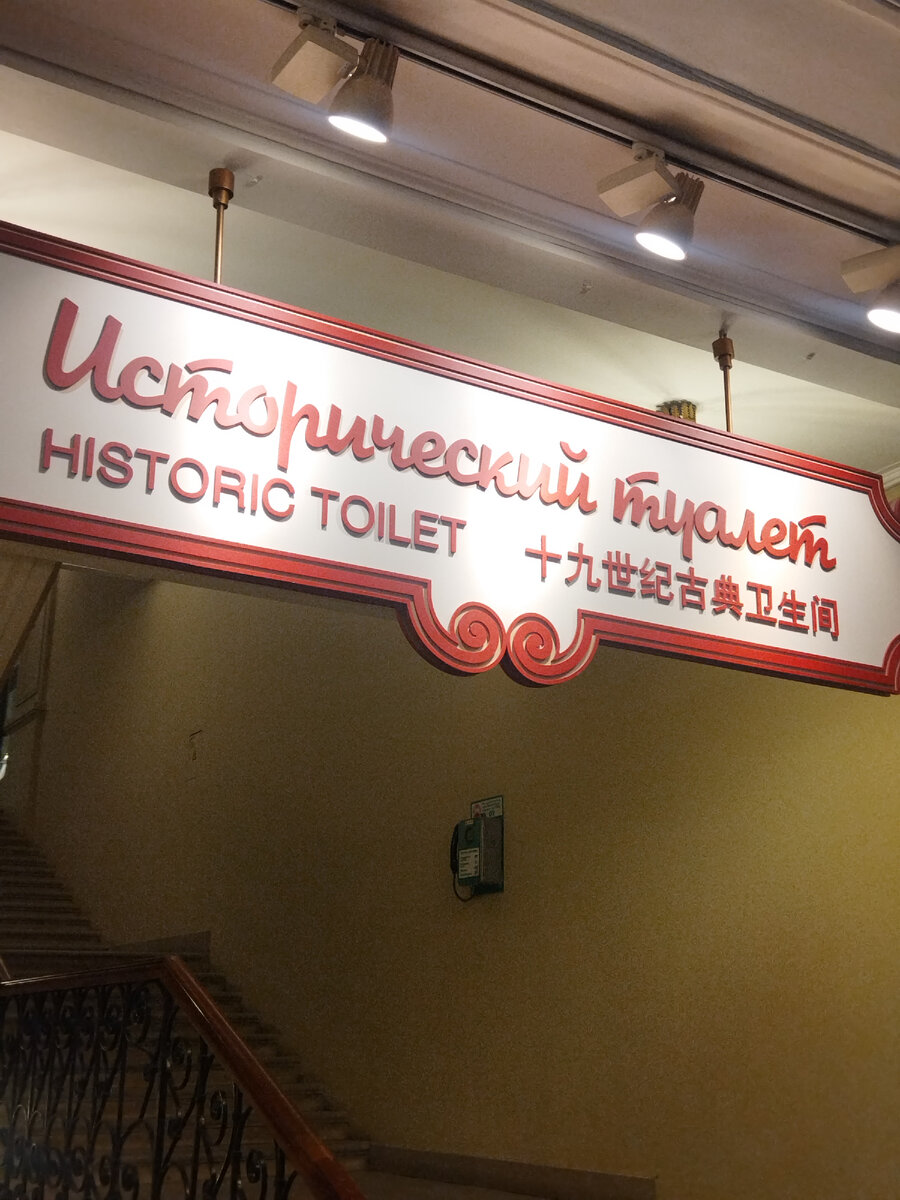 Исторический туалет
HISTORIC TOILET
十九世纪古典卫生间